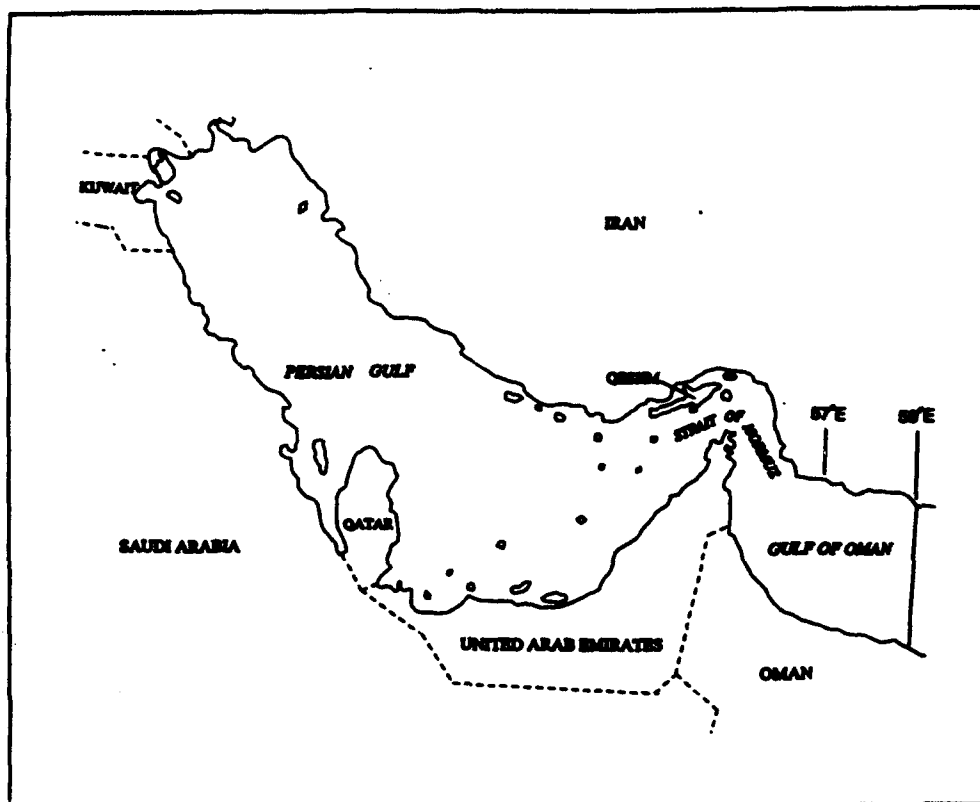 KUWAIT
IRAN
PERSIAN GULF
QESHM
STRAIT OF HORMUZ
57°E
58°E
QATAR
SAUDI ARABIA
GULF OF OMAN
UNITED ARAB EMIRATES
OMAN